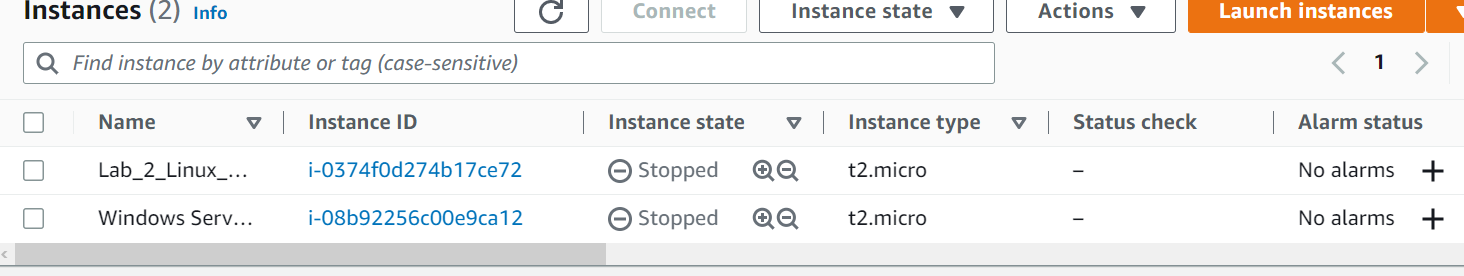 Instances (2) Info Connect Instance state Actions Launch instances
Find instance by attribute or tag (case-sensitive) 1
Name Instance ID Instance state Instance type Status check Alarm status
Lab_2_Linux_... i-0374f0d274b17ce72 Stopped t2.micro – No alarms +
Windows Serv... i-08b92256c00e9ca12 Stopped t2.micro – No alarms +